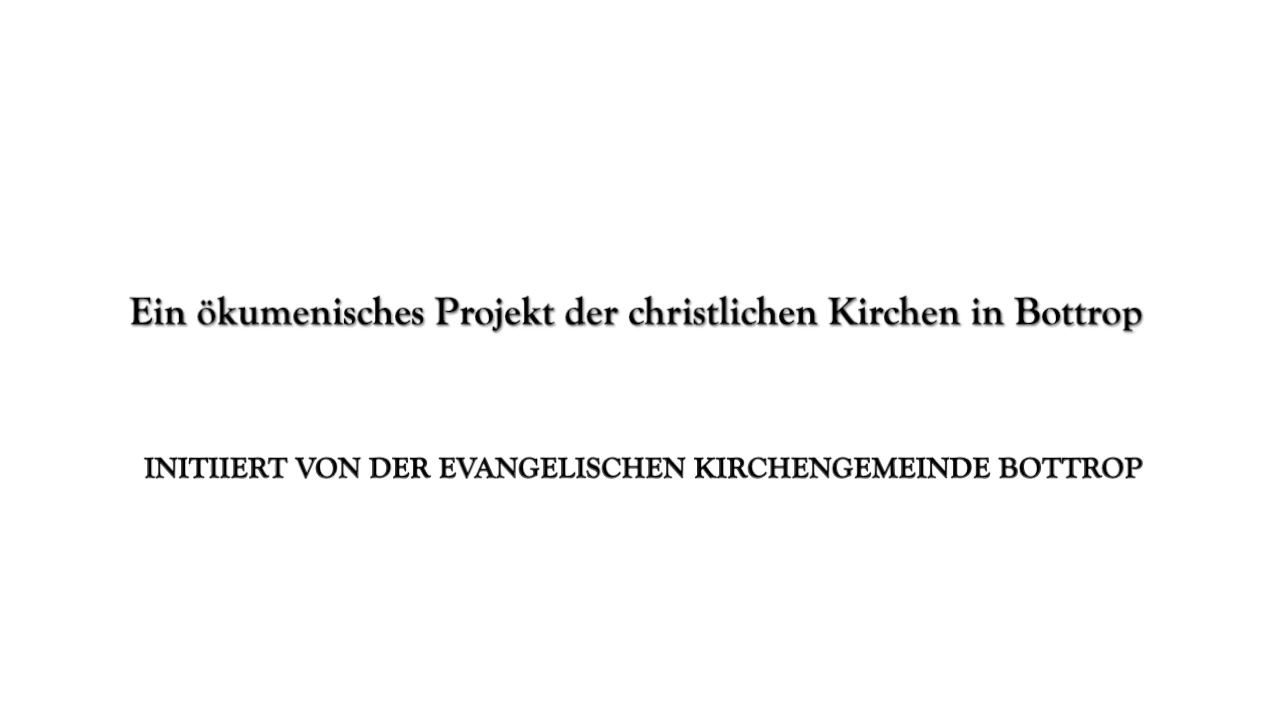 Ein ökumenisches Projekt der christlichen Kirchen in Bottrop
INITIIERT VON DER EVANGELISCHEN KIRCHENGEMEINDE BOTTROP